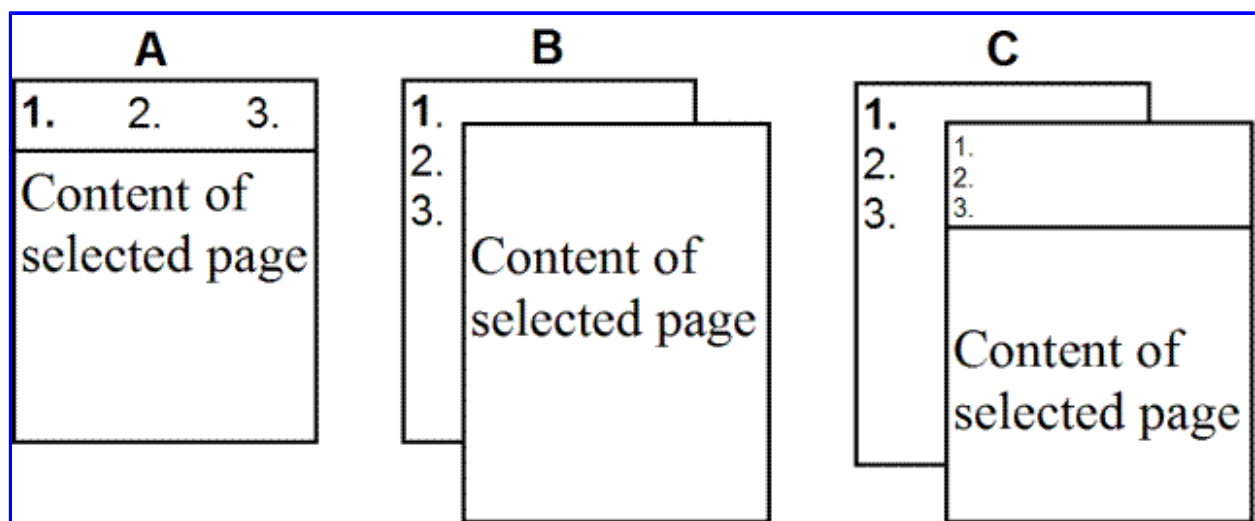 A
1. 2. 3.
Content of
selected page
B
1.
2.
3.
Content of
selected page
C
1.
2.
3.
1.
2.
3.
Content of
selected page